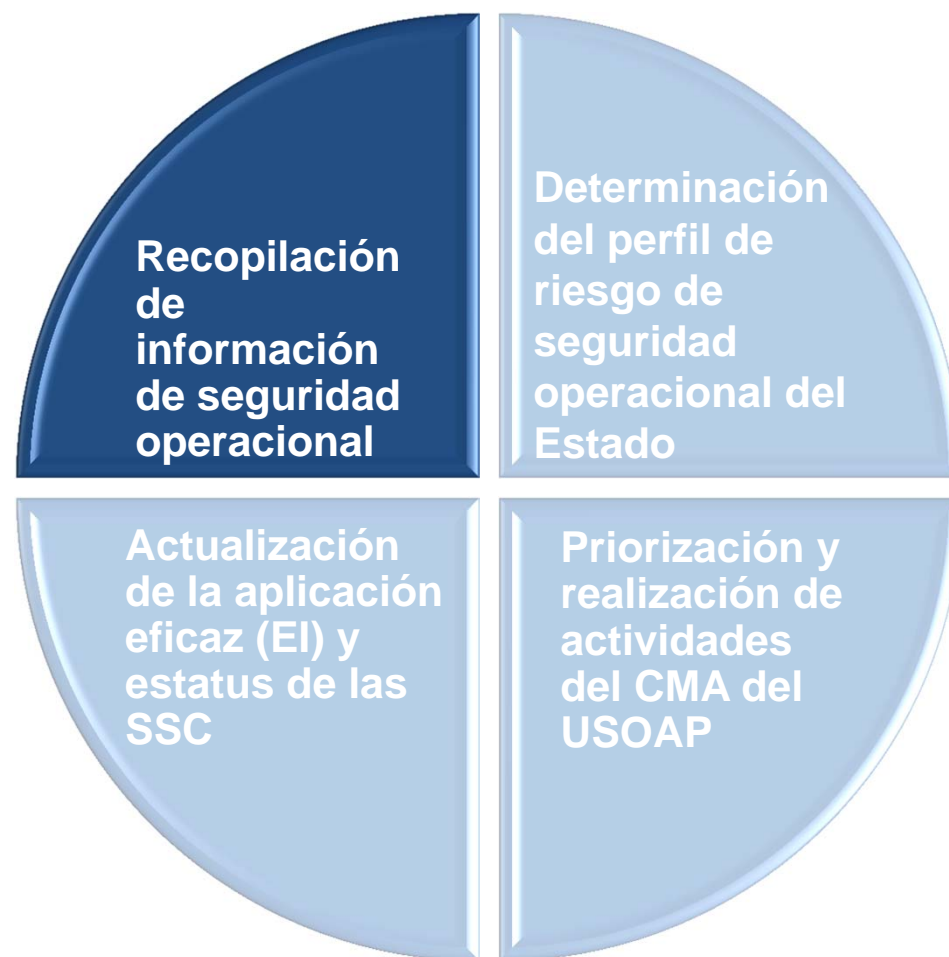 Recopilación
de
información
de seguridad
operacional
Determinación
del perfil de
riesgo de
seguridad
operacional del
Estado
Actualización
de la aplicación
eficaz (EI) y
estatus de las
SSC
Priorización y
realización de
actividades
del CMA del
USOAP